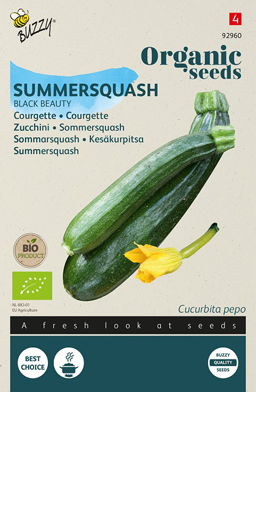 BUZZY
4
92960
Organic
seeds
SUMMERSQUASH
BLACK BEAUTY
Courgette • Courgette
Zucchini • Sommersquash
Sommarsquash • Kesäkurpitsa
Summersquash
BIO
PRODUCT
NL-BIO-01
EU Agriculture
Cucurbita pepo
A fresh look at seeds
BEST
CHOICE
BUZZY
QUALITY
SEEDS